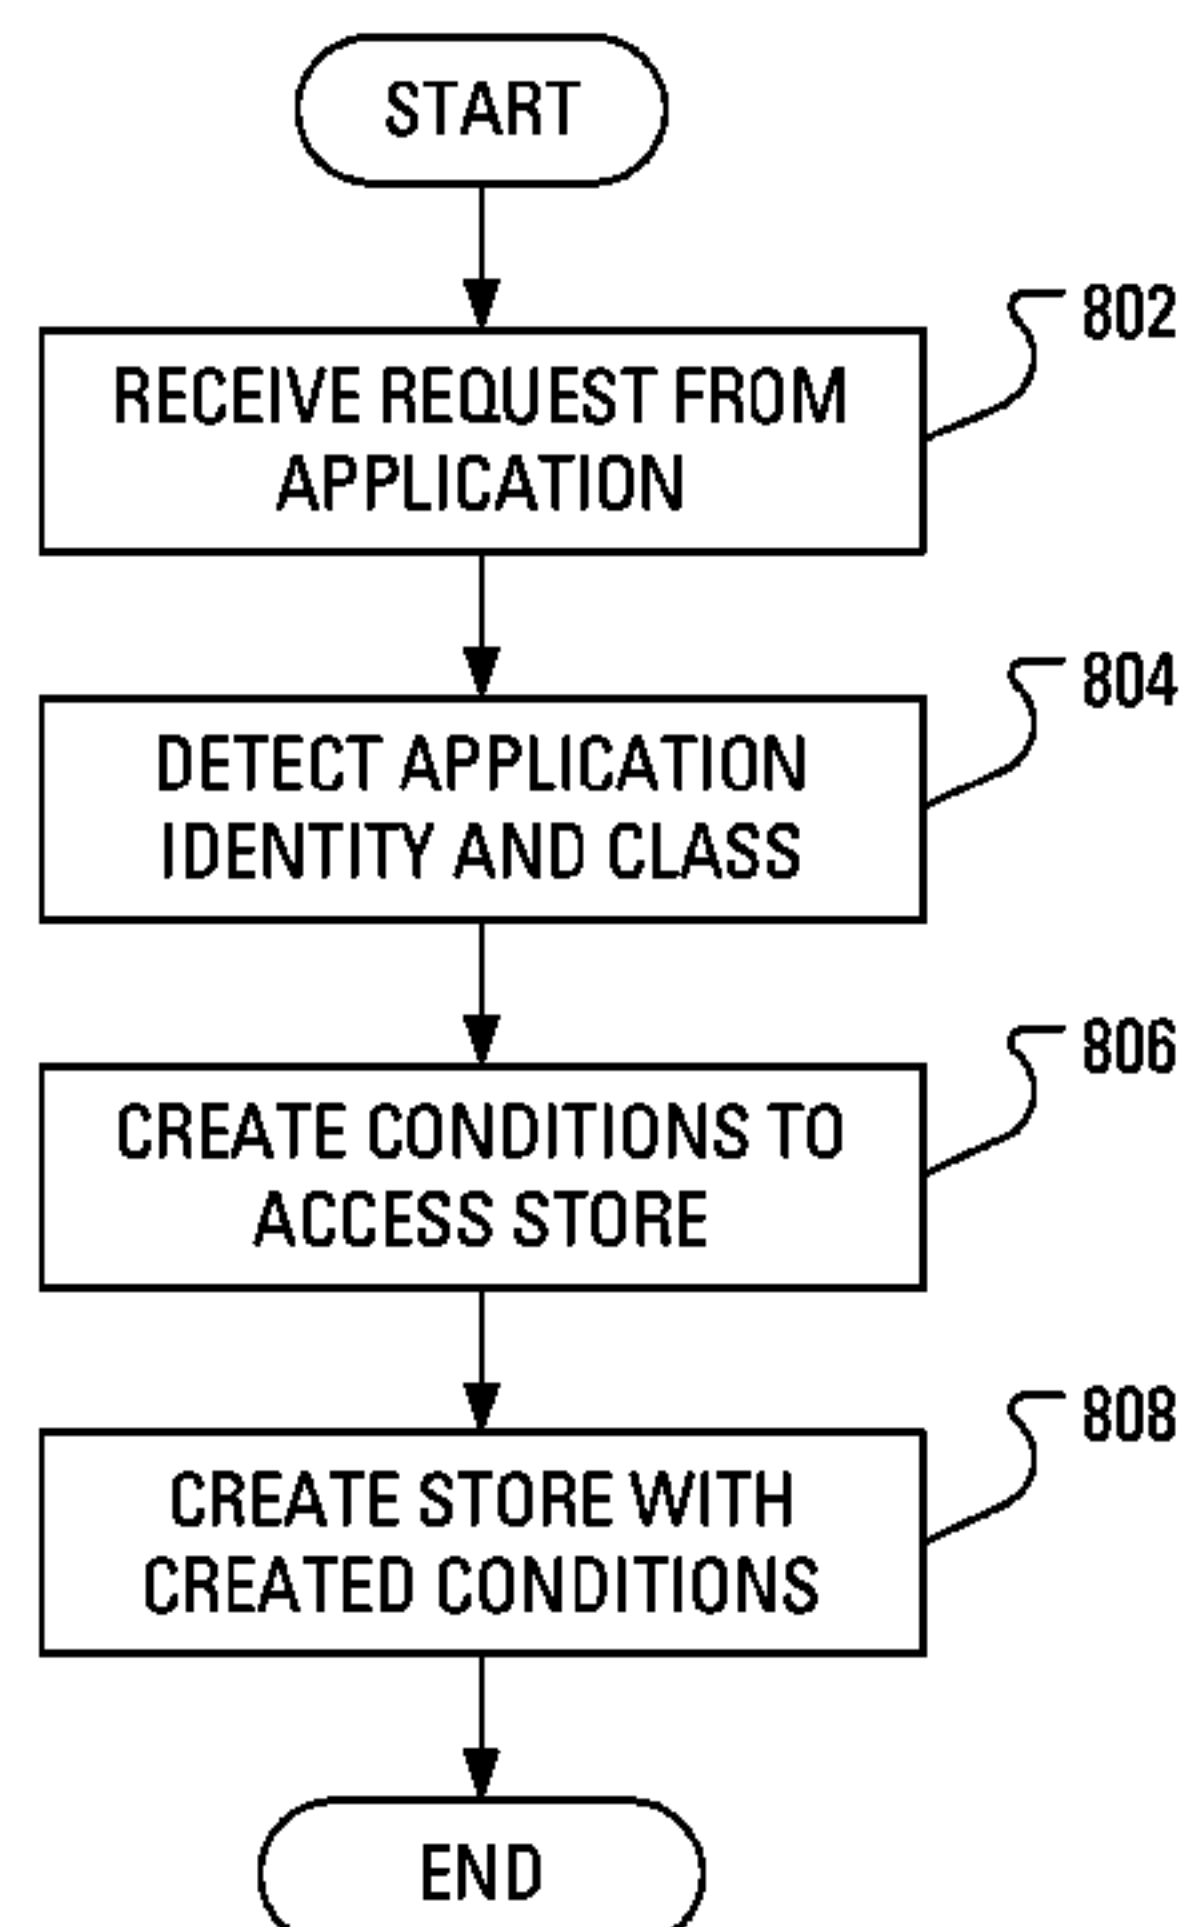 START
802
RECEIVE REQUEST FROM
APPLICATION
804
DETECT APPLICATION
IDENTITY AND CLASS
806
CREATE CONDITIONS TO
ACCESS STORE
808
CREATE STORE WITH
CREATED CONDITIONS
END